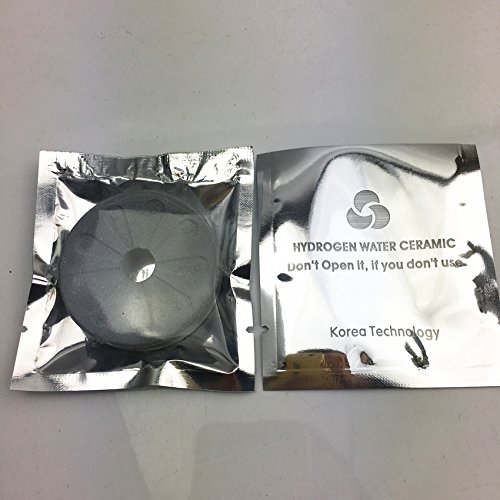 HYDROGEN WATER CERAMIC
Don't Open it, if you don't use
Korea Technology